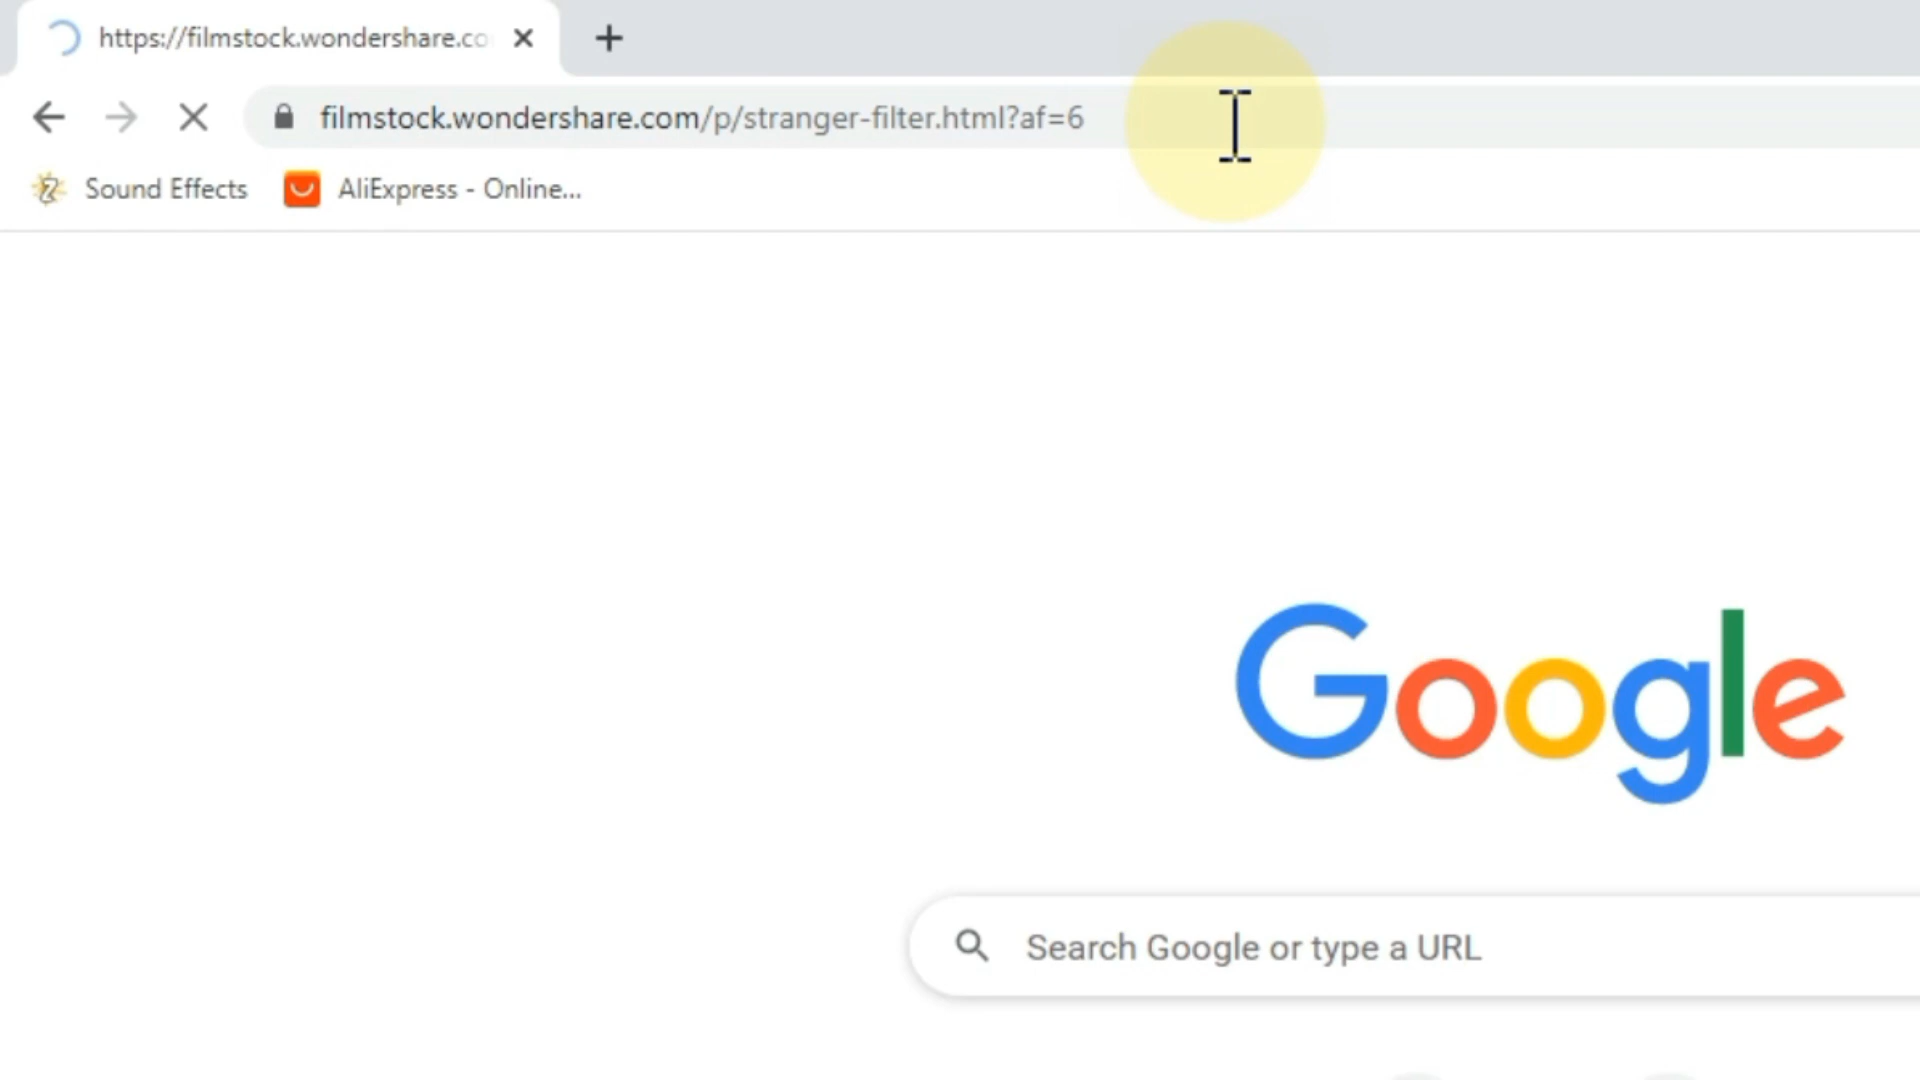 https://filmstock.wondershare.co
filmstock.wondershare.com/p/stranger-filter.html?af=6
Sound Effects
AliExpress - Online...
Google
Search Google or type a URL